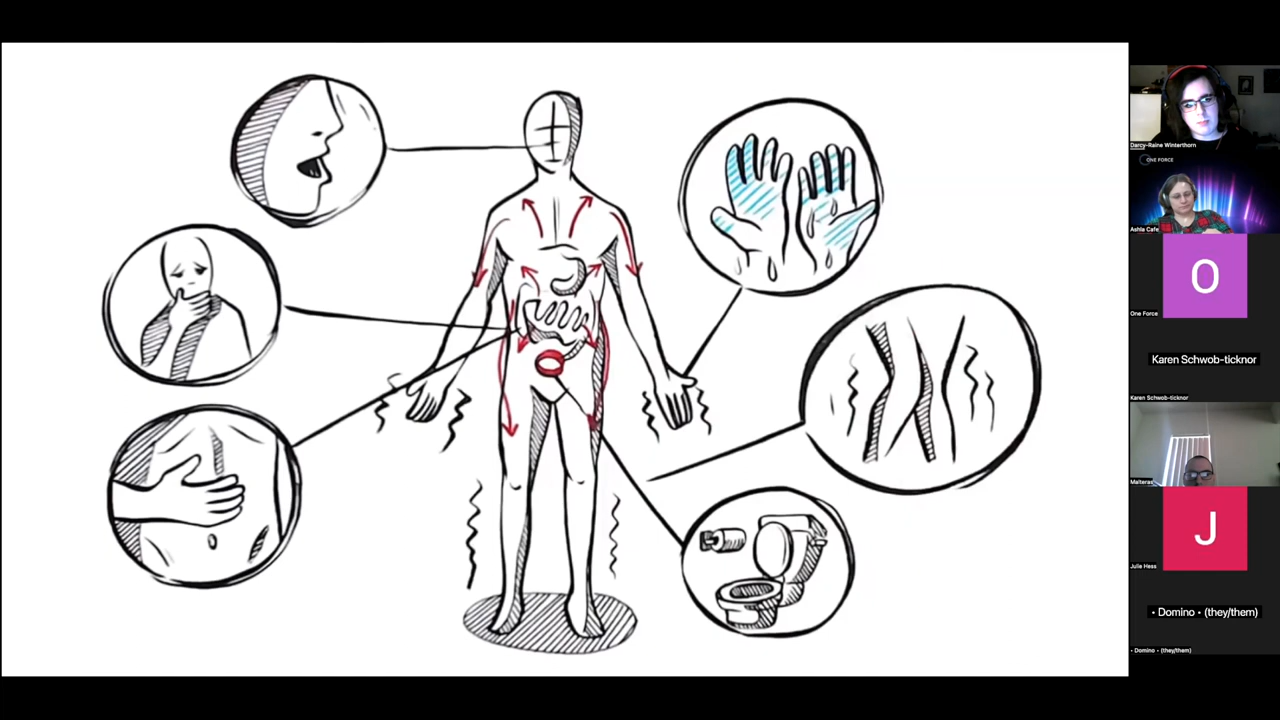 Darcy-Raine Winterthorn
ONE FORCE
Ashla Cafe
O
One Force
Karen Schwob-ticknor
Karen Schwob-ticknor
Malteras
J
Julie Hess
• Domino • (they/them)
• Domino • (they/them)